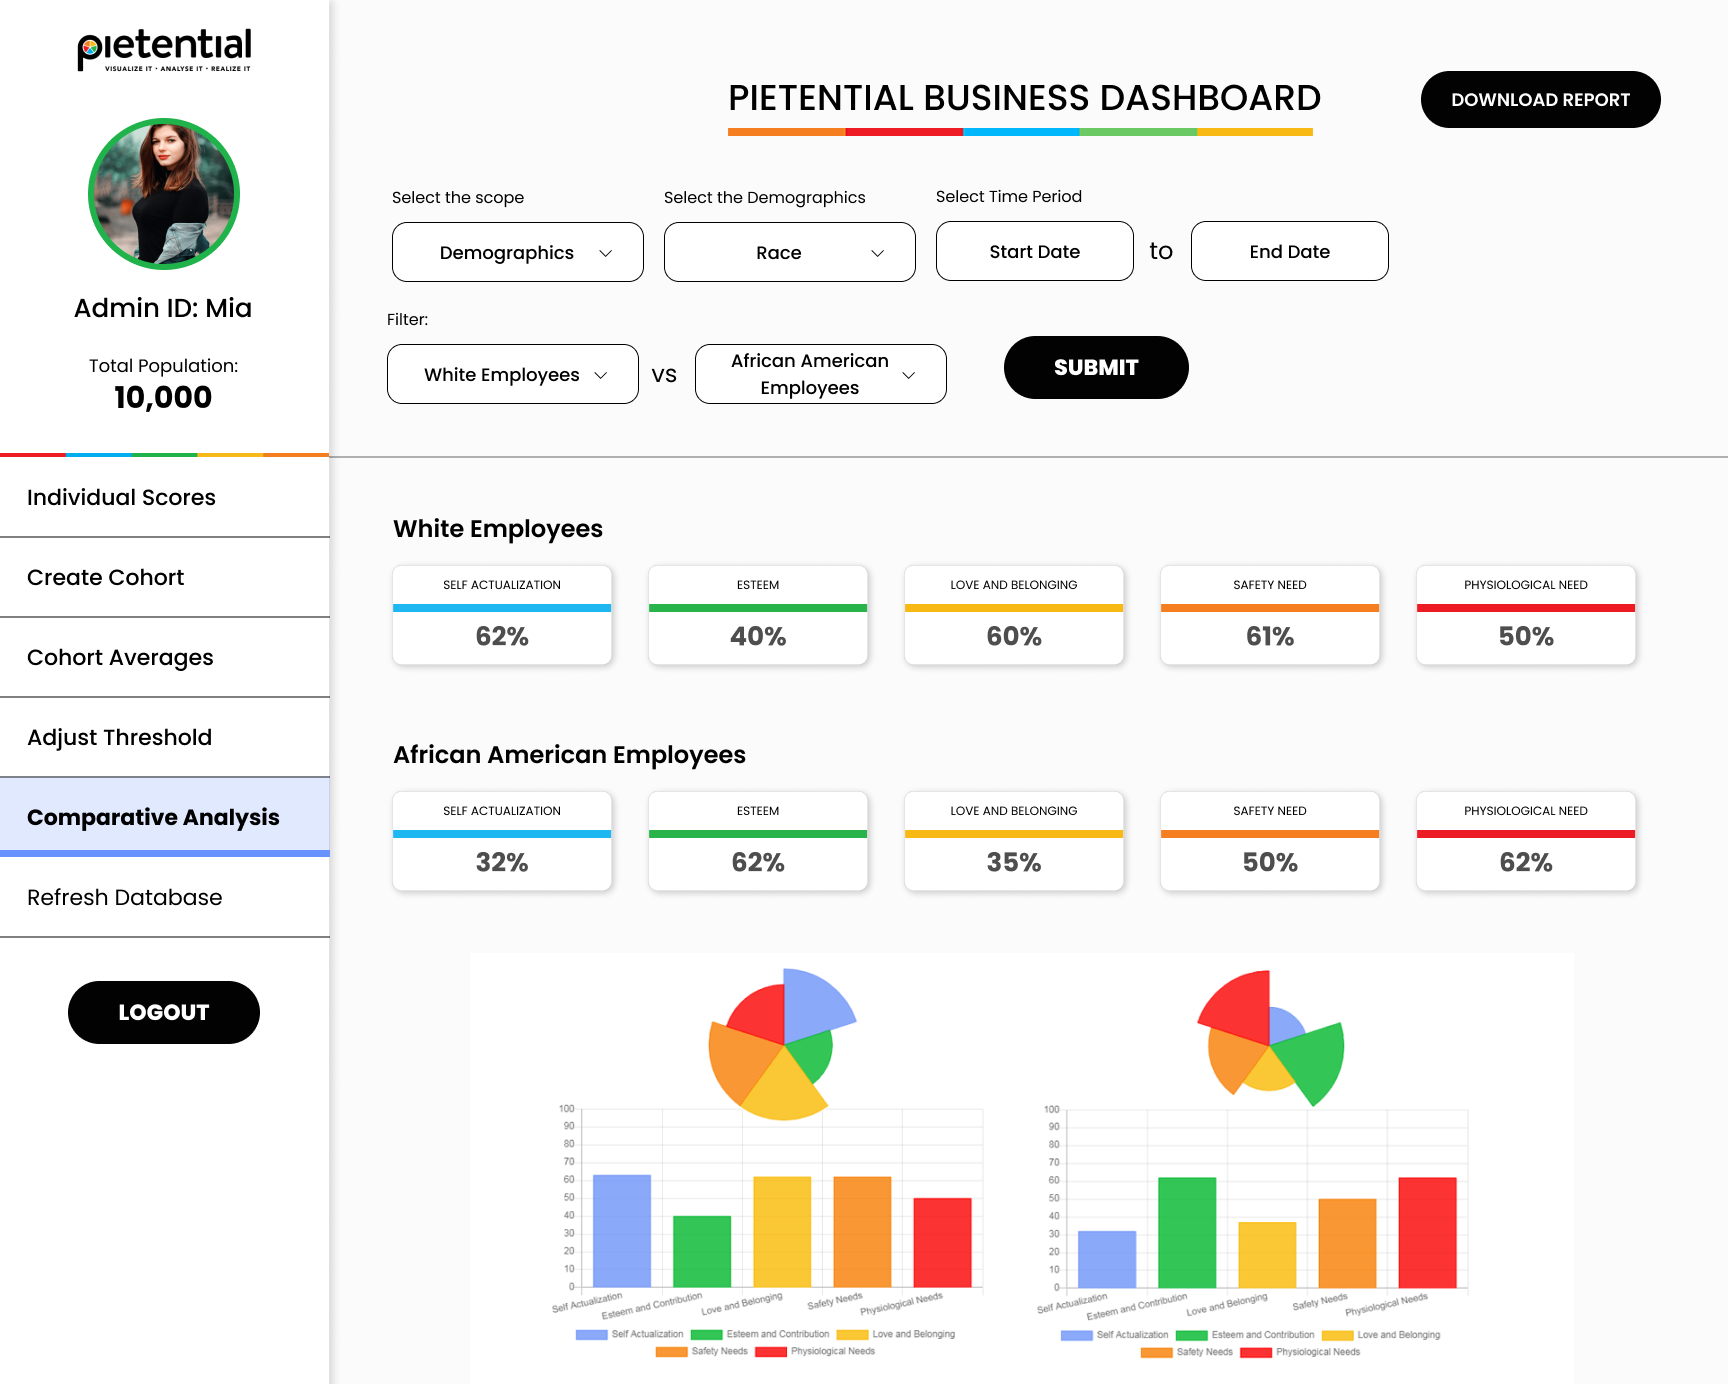 pietential
VISUALIZE IT • ANALYSE IT • REALIZE IT
Admin ID: Mia
Total Population:
10,000
Individual Scores
Create Cohort
Cohort Averages
Adjust Threshold
Comparative Analysis
Refresh Database
LOGOUT
PIETENTIAL BUSINESS DASHBOARD
DOWNLOAD REPORT
Select the scope
Select the Demographics
Select Time Period
Demographics
Race
Start Date
to
End Date
Filter:
White Employees
VS
African American
Employees
SUBMIT
White Employees
SELF ACTUALIZATION
ESTEEM
LOVE AND BELONGING
SAFETY NEED
PHYSIOLOGICAL NEED
62%
40%
60%
61%
50%
African American Employees
SELF ACTUALIZATION
ESTEEM
LOVE AND BELONGING
SAFETY NEED
PHYSIOLOGICAL NEED
32%
62%
35%
50%
62%
100
90
80
70
60
50
40
30
20
10
0
Self Actualization
Esteem and Contribution
Love and Belonging
Safety Needs
Physiological Needs
Self Actualization
Esteem and Contribution
Love and Belonging
Safety Needs
Physiological Needs
100
90
80
70
60
50
40
30
20
10
0
Self Actualization
Esteem and Contribution
Love and Belonging
Safety Needs
Physiological Needs
Self Actualization
Esteem and Contribution
Love and Belonging
Safety Needs
Physiological Needs